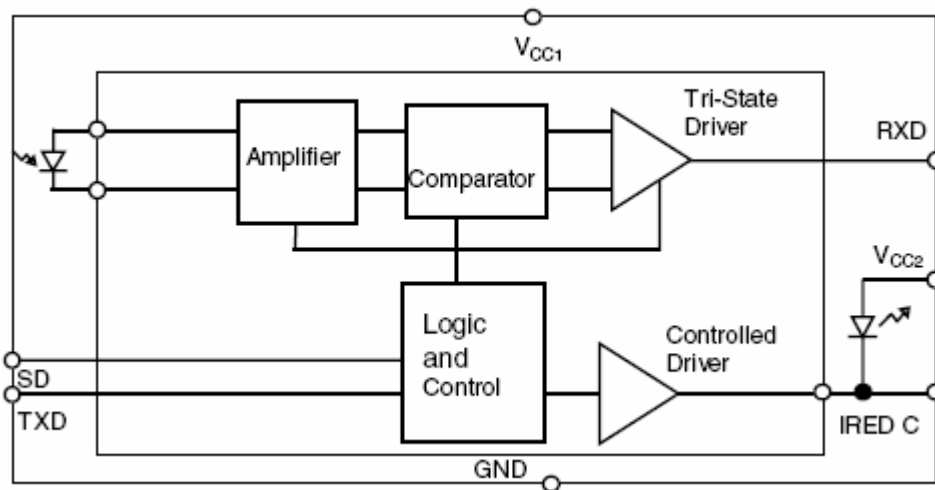 VCC1
Tri-State
Driver
RXD
Amplifier
Comparator
VCC2
Logic
and
Control
Controlled
Driver
SD
TXD
IRED C
GND